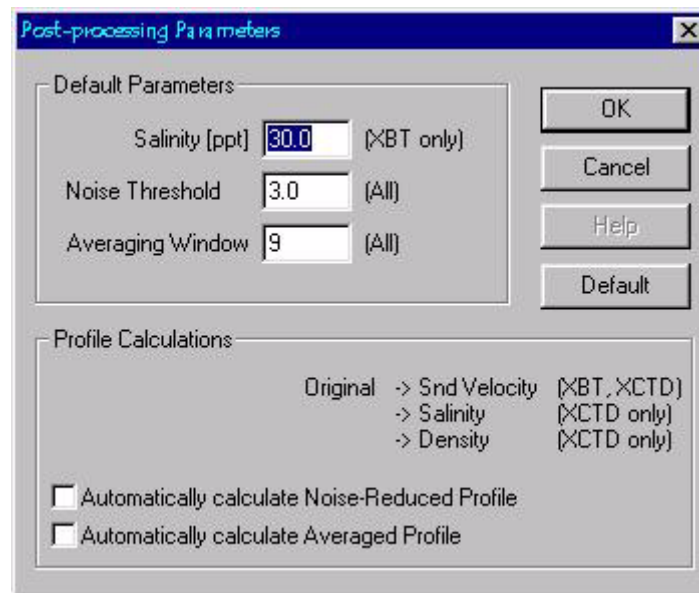 Post-processing Parameters
Default Parameters
Salinity [ppt] 30.0 (XBT only)
Noise Threshold 3.0 (All)
Averaging Window 9 (All)
OK
Cancel
Help
Default
Profile Calculations
Original -> Snd Velocity (XBT, XCTD)
-> Salinity (XCTD only)
-> Density (XCTD only)
Automatically calculate Noise-Reduced Profile
Automatically calculate Averaged Profile